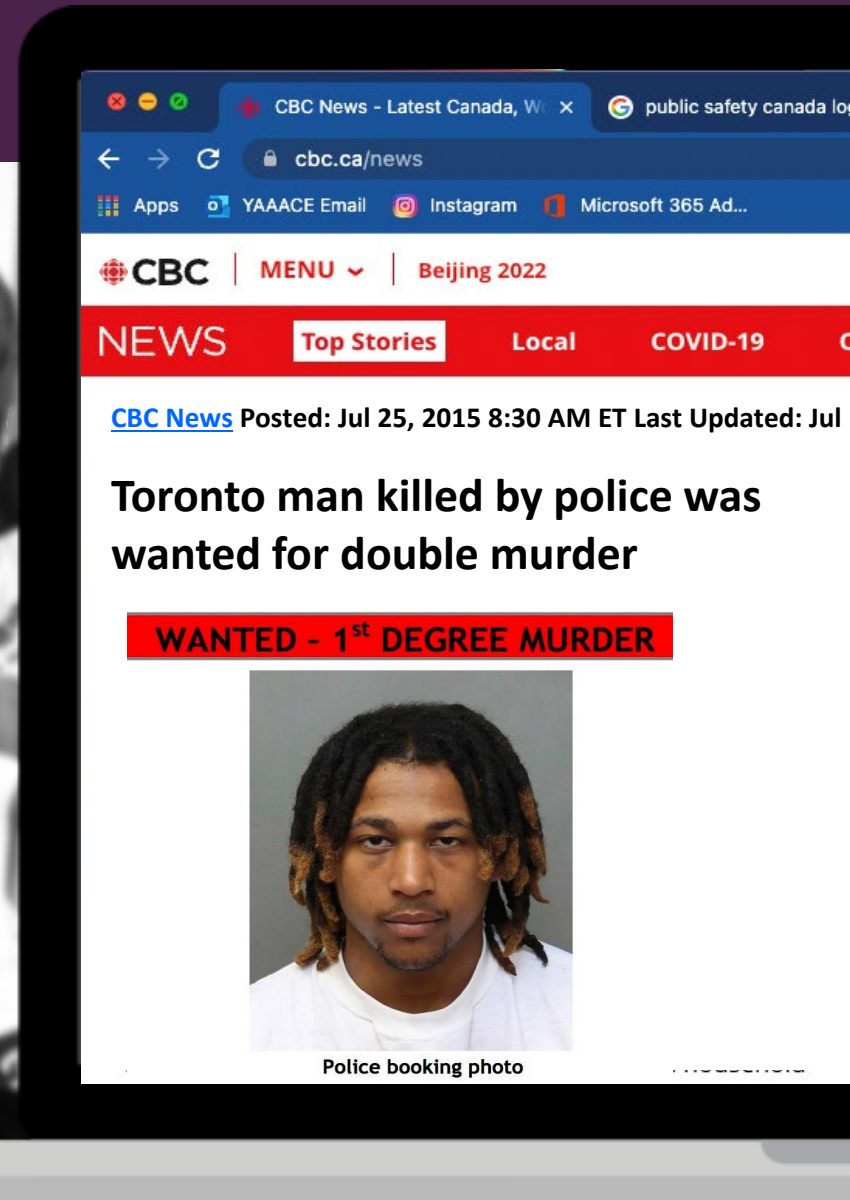 CBC News - Latest Canada, W
public safety canada log
cbc.ca/news
Apps YAAACE Email Instagram Microsoft 365 Ad...
CBC MENU Beijing 2022
NEWS Top Stories Local COVID-19
CBC News Posted: Jul 25, 2015 8:30 AM ET Last Updated: Jul
Toronto man killed by police was
wanted for double murder
WANTED - 1st DEGREE MURDER
Police booking photo